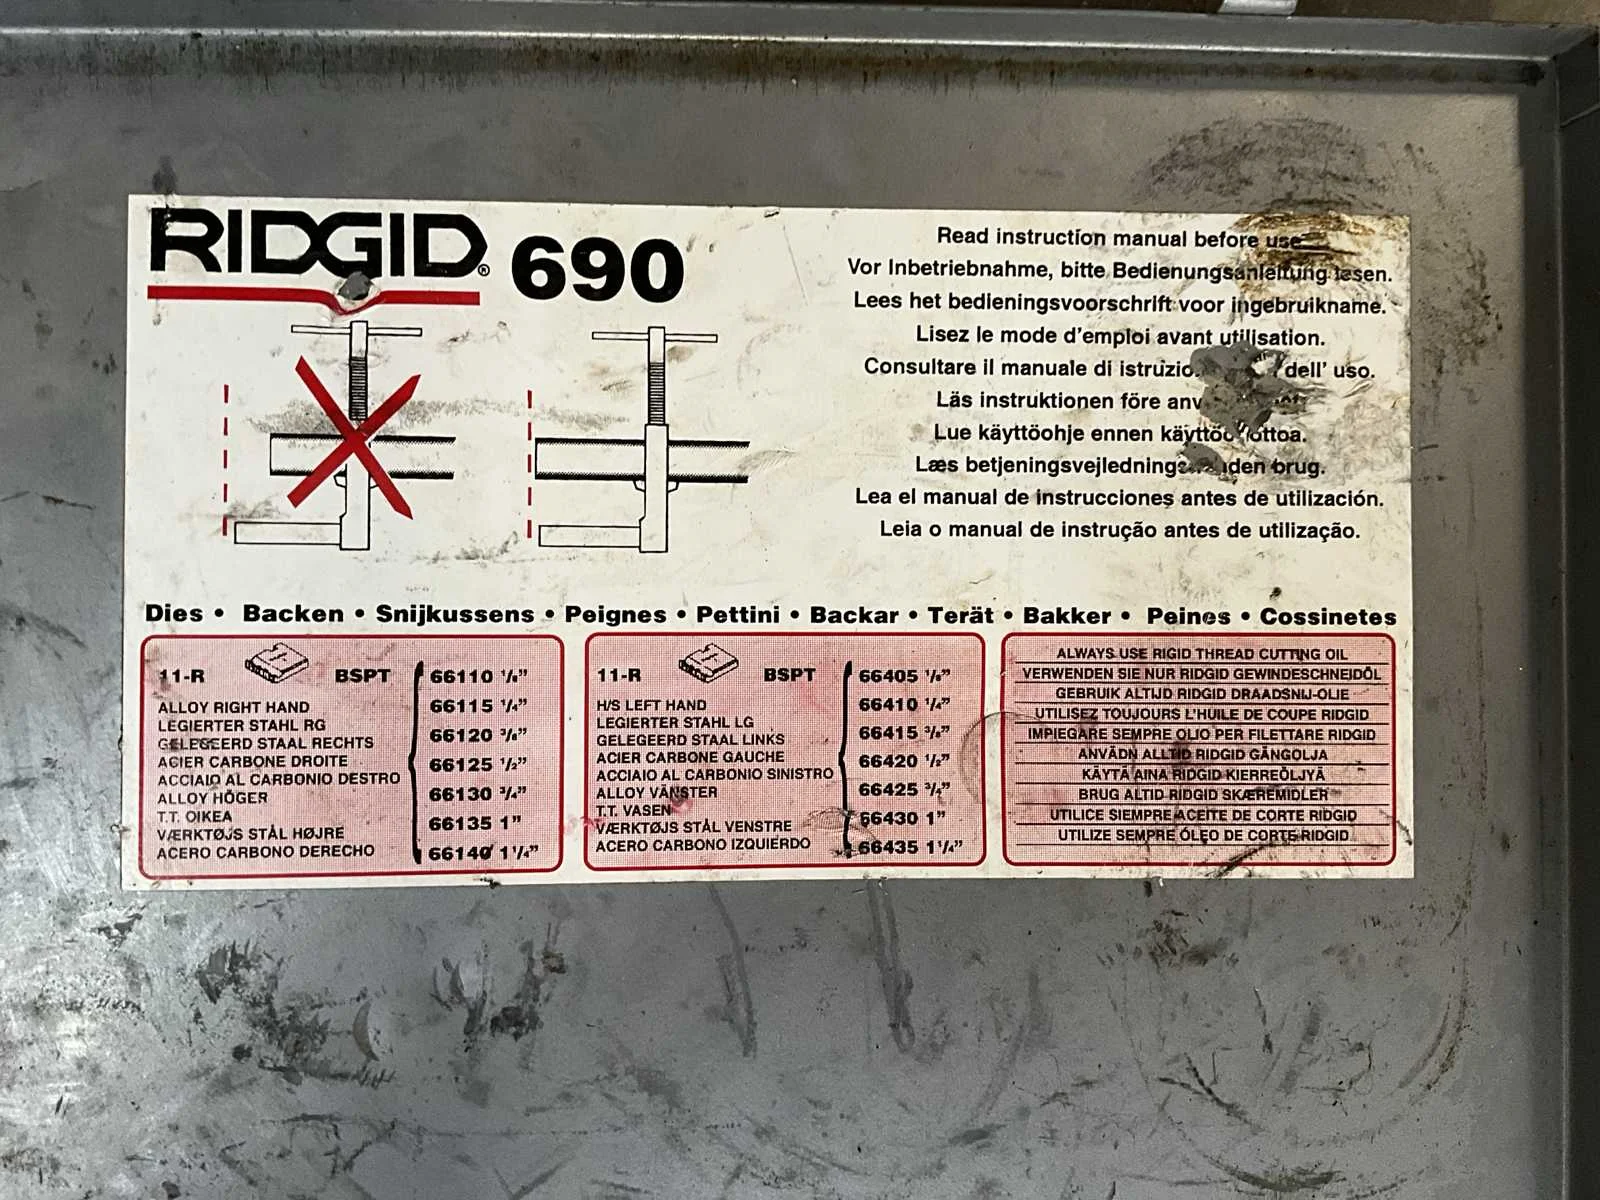 RIDGID® 690
Read instruction manual before use
Vor Inbetriebnahme, bitte Bedienungsanleitung lesen.
Lees het bedieningsvoorschrift voor ingebruikname.
Lisez le mode d'emploi avant utilisation.
Consultare il manuale di dell' uso.
Läs instruktionen före
Lue käyttöohje ennen
Læs betjeningsvejledning brug.
Lea el manual de instrucciones antes de utilización.
Leia o manual de instrução antes de utilização.
Dies • Backen • Snijkussens • Peignes • Pettini • Backar • Terät • Bakker • Peines • Cossinetes
11-R BSPT
ALLOY RIGHT HAND
LEGIERTER STAHL RG
GELEGEERD STAAL RECHTS
ACIER CARBONE DROITE
ACCIAIO AL CARBONIO DESTRO
ALLOY HÖGER
T.T. OIKEA
VÆRKTØJS STÅL HØJRE
ACERO CARBONO DERECHO
66110 1/8"
66115 1/4"
66120 3/8"
66125 1/2"
66130 3/4"
66135 1"
66140 1 1/4"
11-R BSPT
H/S LEFT HAND
LEGIERTER STAHL LG
GELEGEERD STAAL LINKS
ACIER CARBONE GAUCHE
ACCIAIO AL CARBONIO SINISTRO
ALLOY VÄNSTER
T.T. VASEN
VÆRKTØJS STÅL VENSTRE
ACERO CARBONO IZQUIERDO
66405 1/8"
66410 1/4"
66415 3/8"
66420 1/2"
66425 3/4"
66430 1"
66435 1 1/4"
ALWAYS USE RIGID THREAD CUTTING OIL
VERWENDEN SIE NUR RIDGID GEWINDESCHNEIDÖL
GEBRUIK ALTIJD RIDGID DRAADSNIJ-OLIE
UTILISEZ TOUJOURS L'HUILE DE COUPE RIDGID
IMPIEGARE SEMPRE OLIO PER FILETTARE RIDGID
ANVÄDN ALLTID RIDGID GÄNGOLJA
KÄYTÄ AINA RIDGID KIERREÖLJYÄ
BRUG ALTID RIDGID SKÆREMIDLER
UTILICE SIEMPRE ACEITE DE CORTE RIDGID
UTILIZE SEMPRE ÓLEO DE CORTE RIDGID